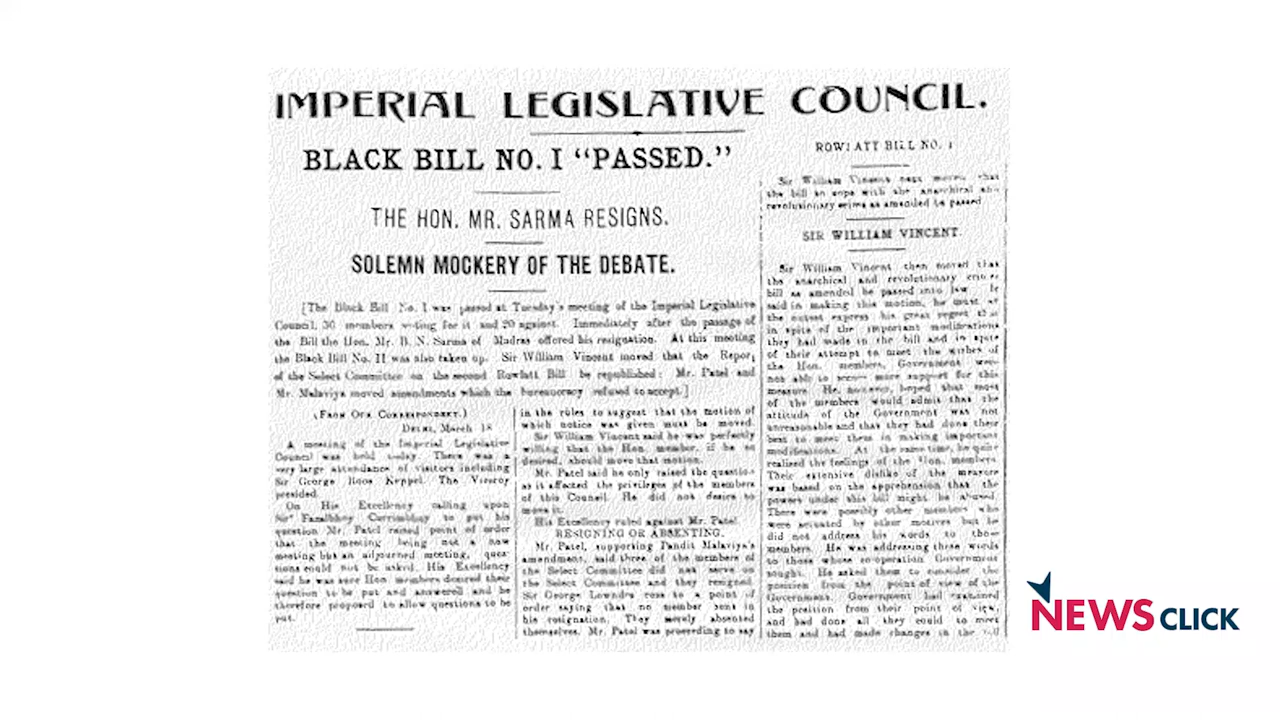 IMPERIAL LEGISLATIVE COUNCIL.
BLACK BILL NO. I “PASSED.”
THE HON. MR. SARMA RESIGNS.
SOLEMN MOCKERY OF THE DEBATE.
[The Black Bill No. I was passed at Tuesday's meeting of the Imperial Legislative
Council, 36 members voting for it and 20 against. Immediately after the passage of
the Bill the Hon. Mr. B. N. Sarma of Madras offered his resignation. At this meeting
the Black Bill No. II was also taken up. Sir William Vincent moved that the Report
of the Select Committee on the second Rowlatt Bill be republished: Mr. Patel and
Mr. Malaviya moved amendments which the bureaucracy refused to accept.]
(FROM OUR CORRESPONDENT.)
DELHI, March 18
A meeting of the Imperial Legislative
Council was held today. There was a
very large attendance of visitors including
Sir George Roos Keppel. The Viceroy
presided.
On His Excellency calling upon
Sir Fazalbhoy Currimbhoy to put his
question Mr. Patel raised point of order
that the meeting being not a new
meeting but an adjourned meeting, ques-
tions could not be asked. His Excellency
said he was sure Hon. members desired their
question to be put and answered and he
therefore proposed to allow questions to be
put.
in the rules to suggest that the motion of
which notice was given must be moved.
Sir William Vincent said he was perfectly
willing that the Hon. member, if he so
desired, should move that motion.
Mr. Patel said he only raised the question
as it affected the privileges of the members
of this Council. He did not desire to
move it.
His Excellency ruled against Mr. Patel.
RESIGNING OR ABSENTING.
Mr. Patel, supporting Pandit Malaviya's
amendment, said three of the members of
the Select Committee did not serve on
the Select Committee and they resigned.
Sir George Lowndes rose to a point of
order saying that no member sent in
his resignation. They merely absented
themselves. Mr. Patel was proceeding to say
ROWLATT BILL NO. I
Sir William Vincent next moved that
the bill to cope with the anarchical and
revolutionary crime as amended be passed
SIR WILLIAM VINCENT.
Sir William Vincent then moved that
the anarchical and revolutionary crimes
bill as amended be passed into law. He
said in making this motion, he must at
the outset express his great regret that
in spite of the important modifications
they had made in the bill and in spite
of their attempt to meet the wishes of
the Hon. members, Government were
not able to secure more support for this
measure. He, however, hoped that most
of the members would admit that the
attitude of the Government was not
unreasonable and that they had done their
best to meet them in making important
modifications. At the same time, he quite
realised the feelings of the Hon. members.
Their extensive dislike of the measure
was based on the apprehension that the
powers under this bill might be abused.
There were possibly other members who
were actuated by other motives but he
did not address his words to those
members. He was addressing these words
to those whose co-operation Government
sought. He asked them to consider the
position from the point of view of the
Government. Government had examined
the position from their point of view,
and had done all they could to meet
them and had made changes in the bill
NEWSCLICK